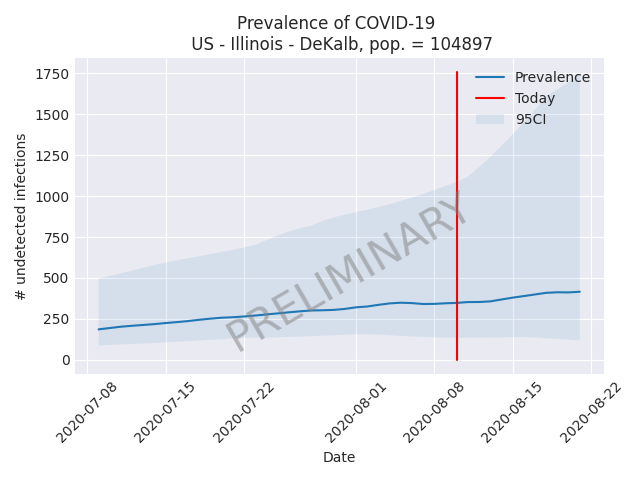 Prevalence of COVID-19
US - Illinois - DeKalb, pop. = 104897
1750
1500
1250
1000
750
500
250
0
# undetected infections
Prevalence
Today
95CI
PRELIMINARY
2020-07-08
2020-07-15
2020-07-22
2020-08-01
2020-08-08
2020-08-15
2020-08-22
Date